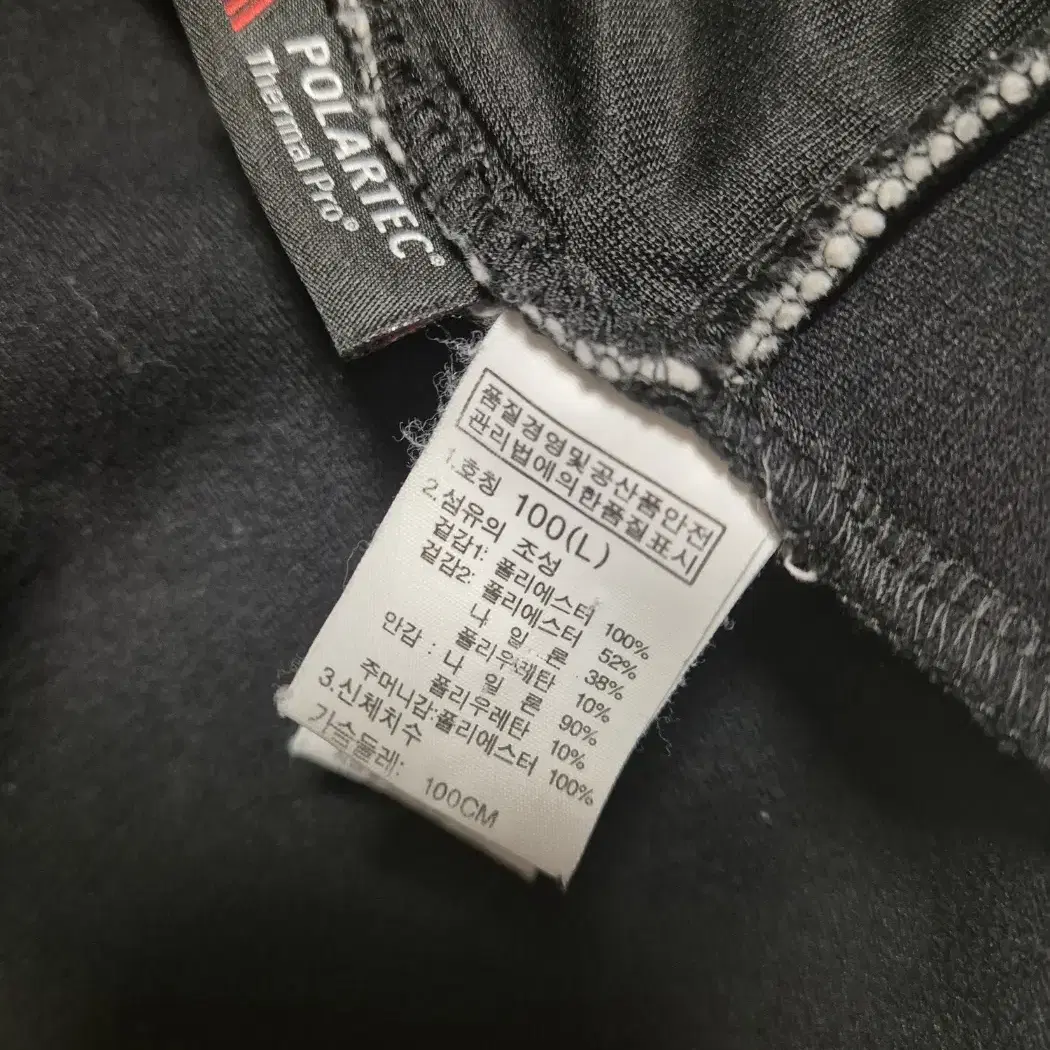 POLARTEC®
Thermal Pro®
품질경영및공산품안전
관리법에의한품질표시
1.호칭 100(L)
2.섬유의 조성
겉감1: 폴리에스터 100%
겉감2: 폴리에스터 52%
나 일 론 38%
폴리우레탄 10%
안감 : 나 일 론 90%
폴리우레탄 10%
주머니감:폴리에스터 100%
3.신체치수
가슴둘레: 100CM